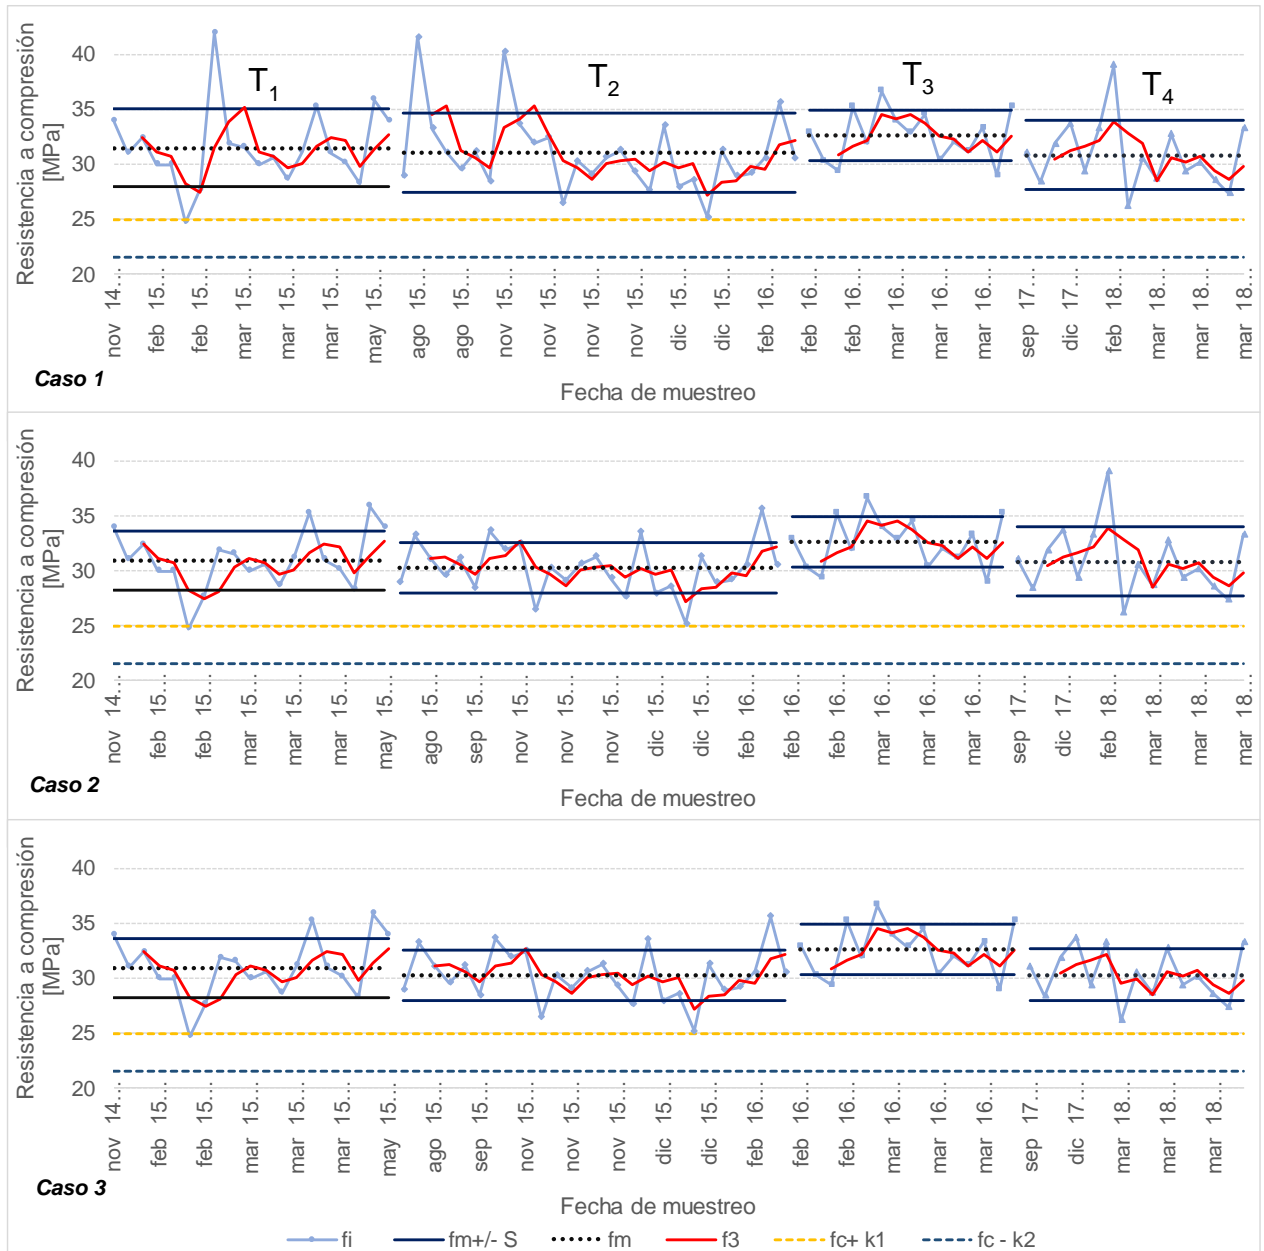 Resistencia a compresión
[MPa]
40
35
30
25
20
T1
T2
T3
T4
nov 14…
feb 15…
feb 15…
mar 15…
mar 15…
mar 15…
may 15…
ago 15…
sep 15…
nov 15…
nov 15…
nov 15…
nov 15…
dic 15…
dic 15…
feb 16…
feb 16…
feb 16…
mar 16…
mar 16…
mar 16…
sep 17…
dic 17…
feb 18…
mar 18…
mar 18…
mar 18…
Caso 1
Fecha de muestreo
Resistencia a compresión
[MPa]
40
35
30
25
20
nov 14…
feb 15…
feb 15…
mar 15…
mar 15…
mar 15…
may 15…
ago 15…
sep 15…
nov 15…
nov 15…
nov 15…
dic 15…
dic 15…
feb 16…
feb 16…
feb 16…
mar 16…
mar 16…
mar 16…
sep 17…
dic 17…
feb 18…
mar 18…
mar 18…
mar 18…
Caso 2
Fecha de muestreo
Resistencia a compresión
[MPa]
40
35
30
25
20
nov 14…
feb 15…
feb 15…
mar 15…
mar 15…
mar 15…
may 15…
ago 15…
sep 15…
nov 15…
nov 15…
nov 15…
dic 15…
dic 15…
feb 16…
feb 16…
feb 16…
mar 16…
mar 16…
mar 16…
sep 17…
dic 17…
mar 18…
mar 18…
mar 18…
Caso 3
Fecha de muestreo
fi fm+/- S fm f3 fc+ k1 fc - k2